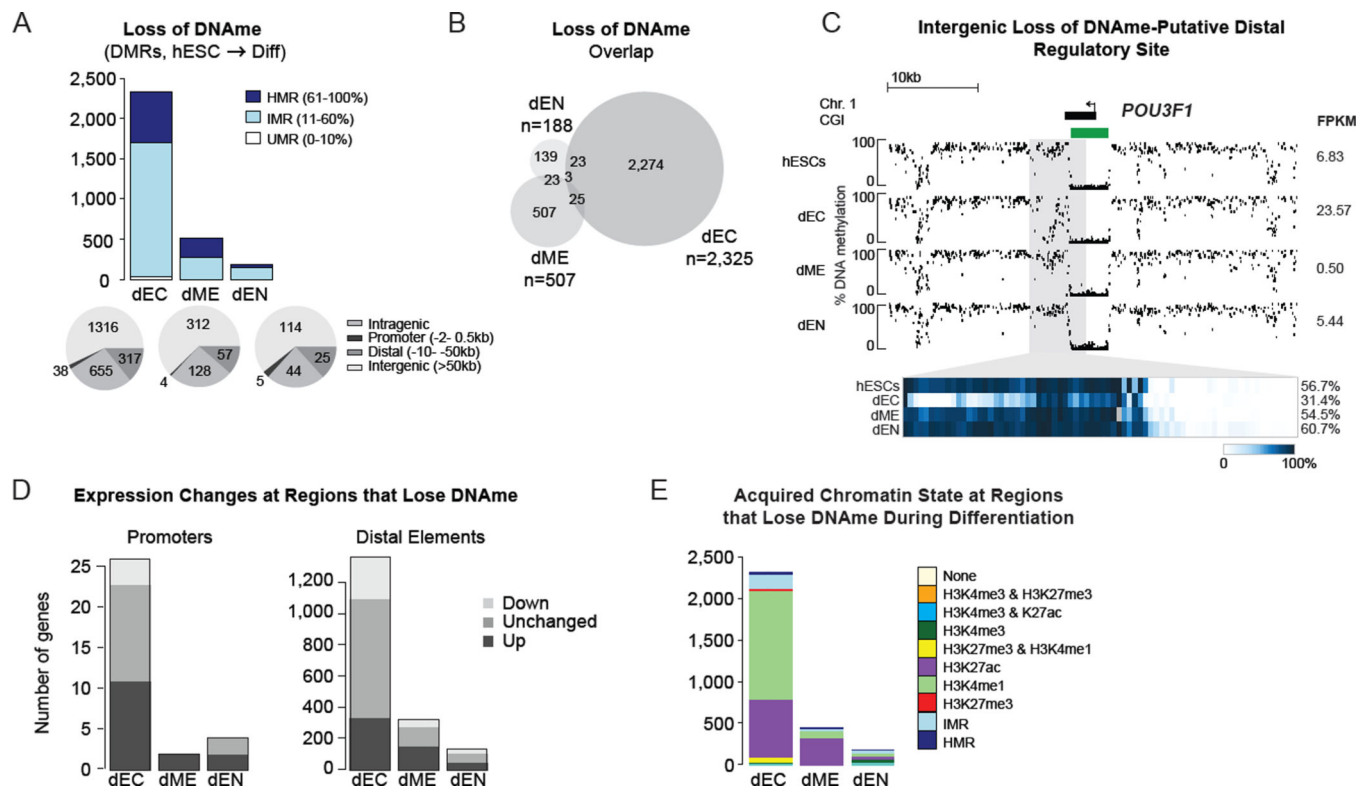 A
Loss of DNAme
(DMRs, hESC → Diff)
2,500
2,000
1,500
1,000
500
0
HMR (61-100%)
IMR (11-60%)
UMR (0-10%)
dEC
dME
dEN
1316
317
655
38
312
57
128
4
114
25
44
5
Intragenic
Promoter (-2- 0.5kb)
Distal (-10- -50kb)
Intergenic (>50kb)
B
Loss of DNAme
Overlap
dEN
n=188
139
23
2,274
23
3
25
507
dME
n=507
dEC
n=2,325
C
Intergenic Loss of DNAme-Putative Distal
Regulatory Site
10kb
Chr. 1
CGI
POU3F1
FPKM
% DNA methylation
hESCs
100
0
6.83
dEC
100
0
23.57
dME
100
0
0.50
dEN
100
0
5.44
hESCs
56.7%
dEC
31.4%
dME
54.5%
dEN
60.7%
0
100%
D
Expression Changes at Regions that Lose DNAme
Promoters
Number of genes
25
20
15
10
5
0
dEC
dME
dEN
Distal Elements
1,200
1,000
800
600
400
200
0
dEC
dME
dEN
Down
Unchanged
Up
E
Acquired Chromatin State at Regions
that Lose DNAme During Differentiation
2,500
2,000
1,500
1,000
500
0
dEC
dME
dEN
None
H3K4me3 & H3K27me3
H3K4me3 & K27ac
H3K4me3
H3K27me3 & H3K4me1
H3K27ac
H3K4me1
H3K27me3
IMR
HMR